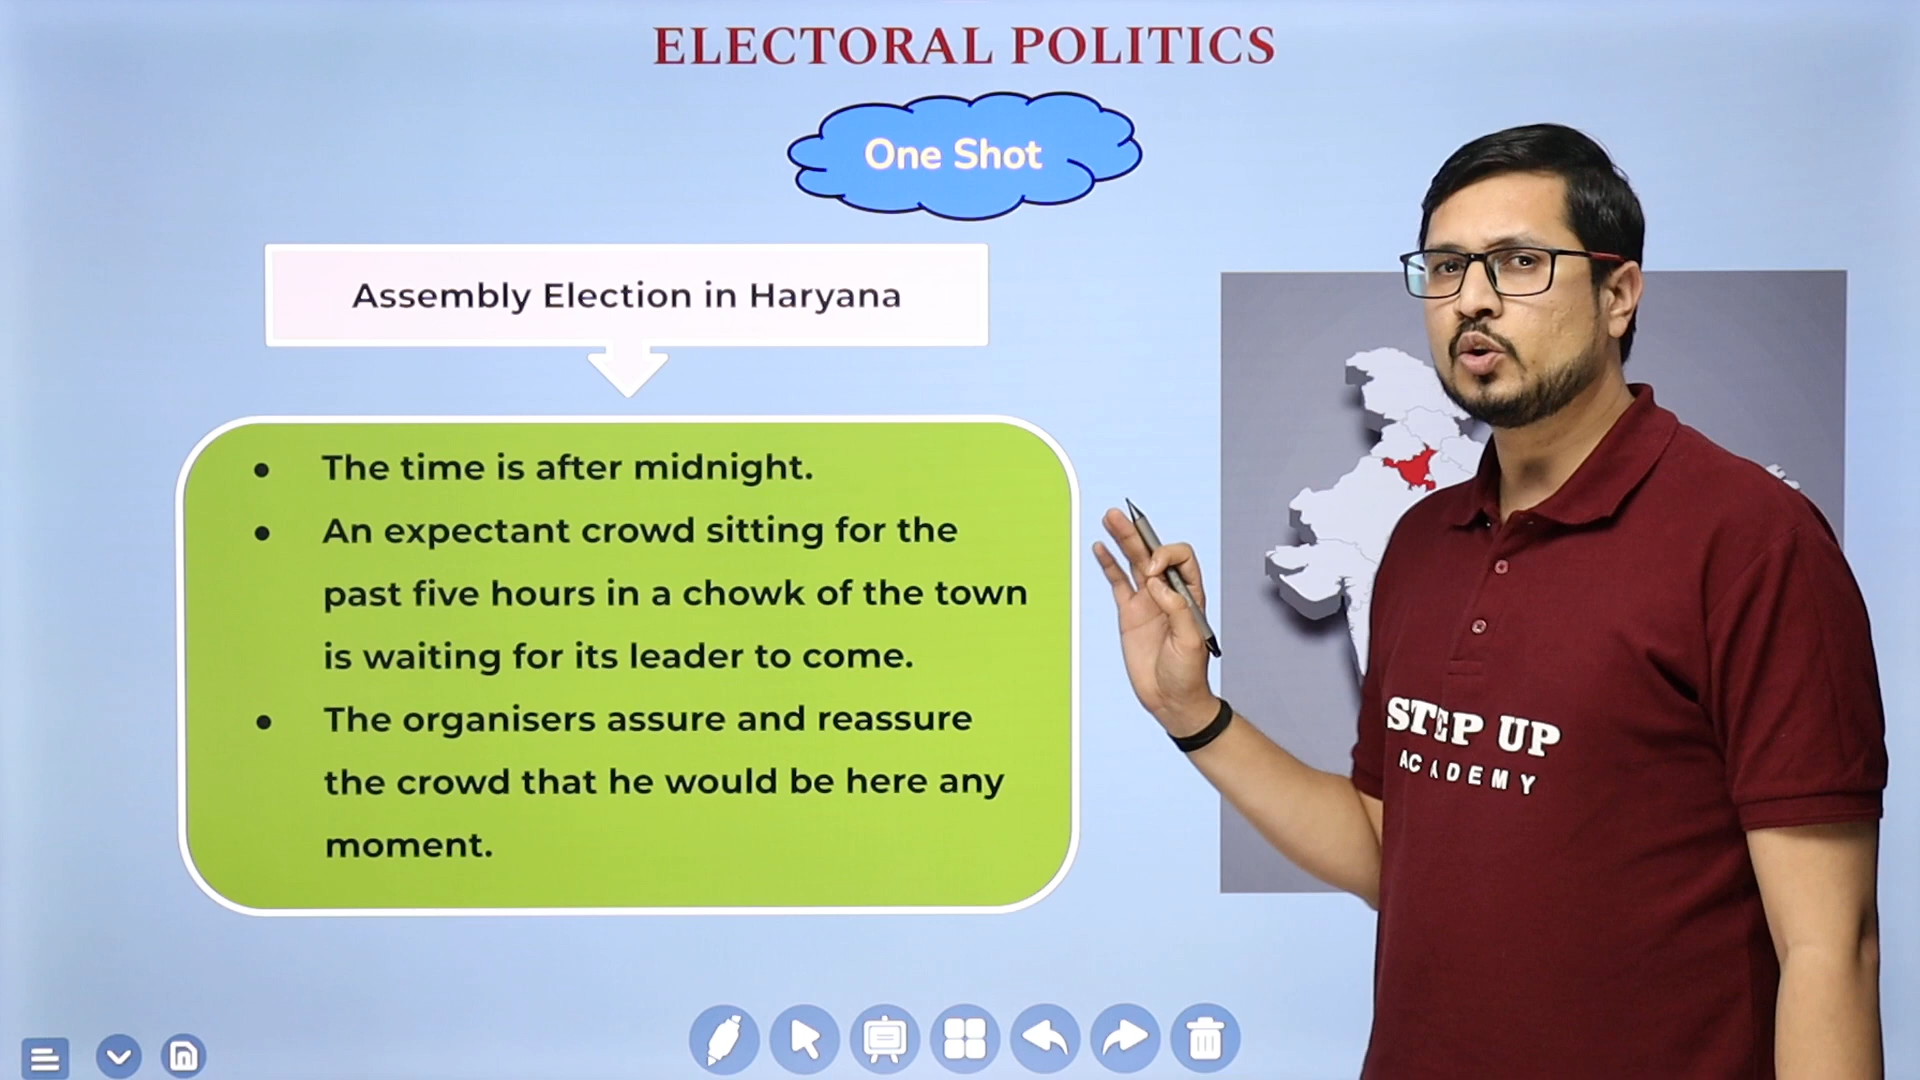 ELECTORAL POLITICS
One Shot
Assembly Election in Haryana
● The time is after midnight.
● An expectant crowd sitting for the
past five hours in a chowk of the town
is waiting for its leader to come.
● The organisers assure and reassure
the crowd that he would be here any
moment.
STEP UP
ACADEMY